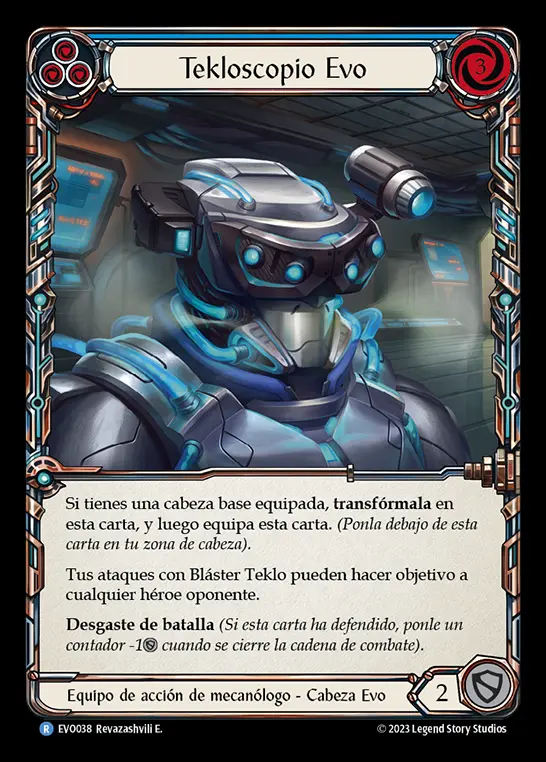 Tekloscopio Evo
3
Si tienes una cabeza base equipada, transfórmala en
esta carta, y luego equipa esta carta. (Ponla debajo de esta
carta en tu zona de cabeza).
Tus ataques con Bláster Teklo pueden hacer objetivo a
cualquier héroe oponente.
Desgaste de batalla (Si esta carta ha defendido, ponle un
contador -1 cuando se cierre la cadena de combate).
Equipo de acción de mecanólogo - Cabeza Evo
2
R EVO038 Revazashvili E.
© 2023 Legend Story Studios